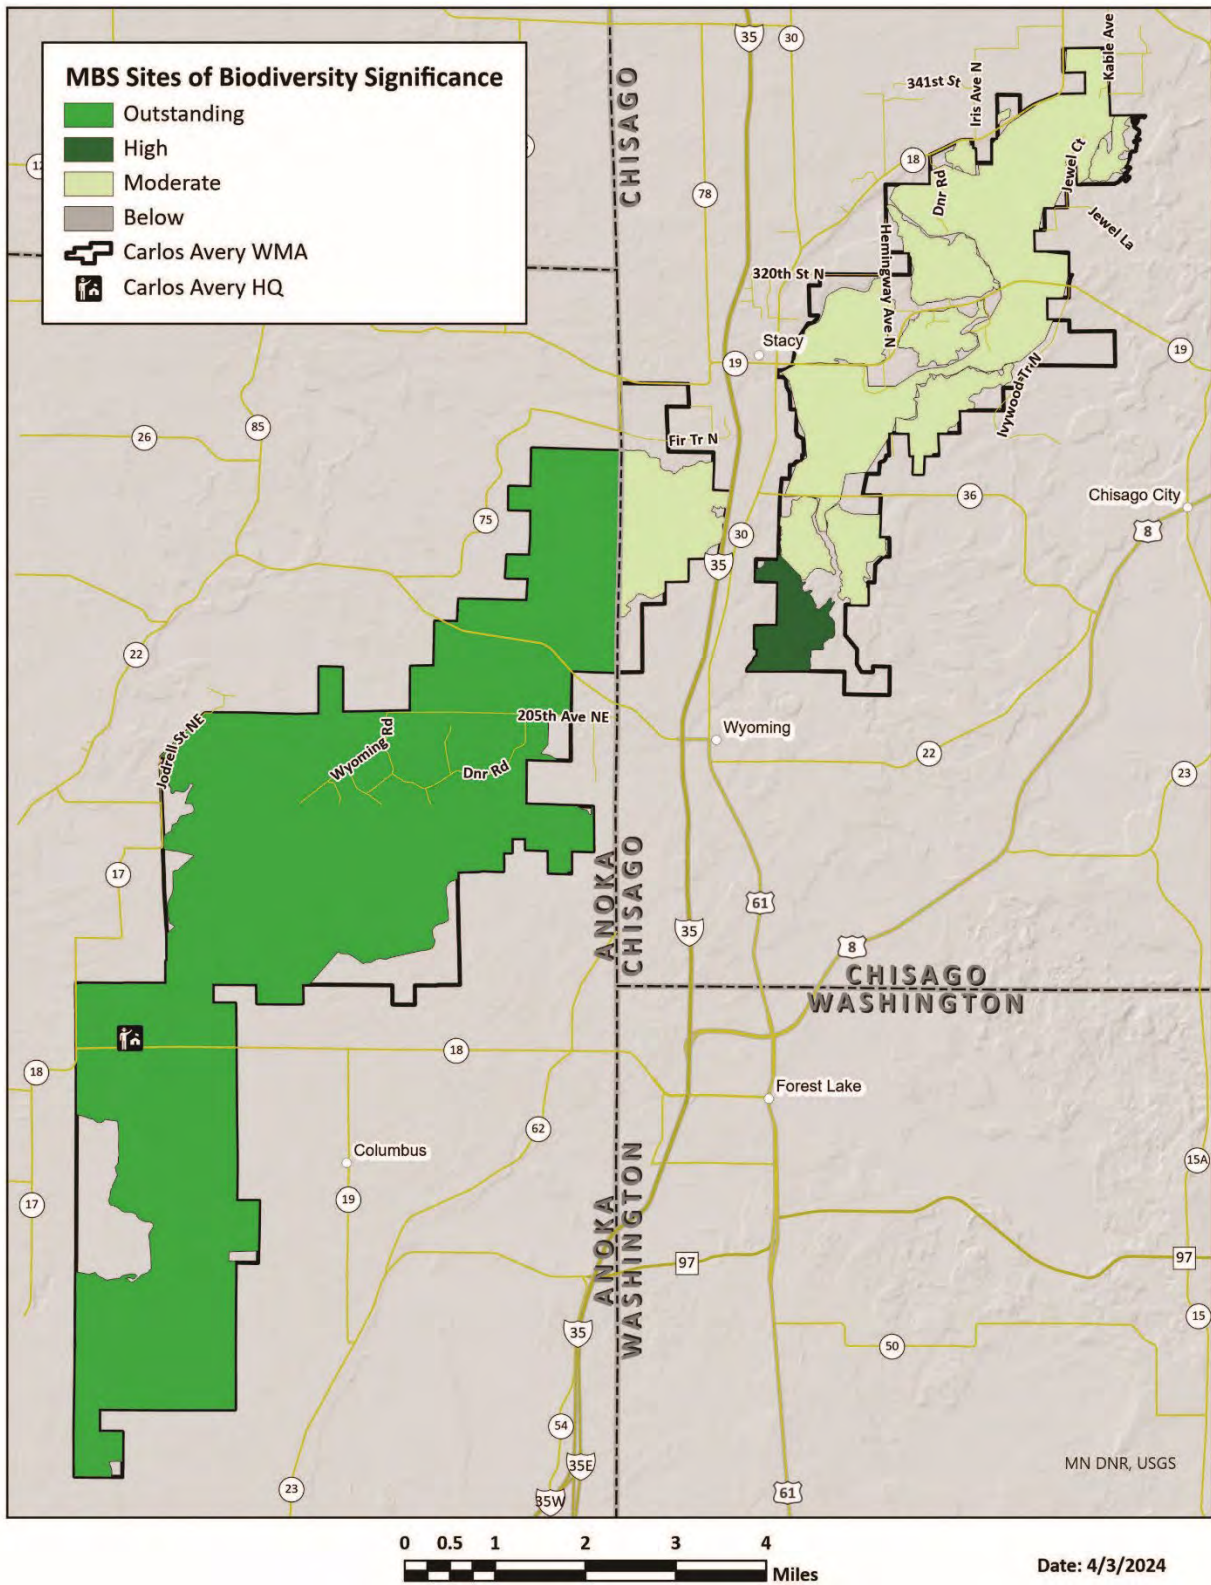 MBS Sites of Biodiversity Significance
Outstanding
High
Moderate
Below
Carlos Avery WMA
Carlos Avery HQ
CHISAGO
35
30
Kable Ave
341st St
Iris Ave N
18
78
Dnr Rd
Jewel Ct
Jewel La
Hemingway Ave N
320th St N
Stacy
19
19
Ivywood Tr N
85
26
Fir Tr N
75
36
Chisago City
8
30
35
22
Jodrell St NE
205th Ave NE
Wyoming Rd
Dnr Rd
Wyoming
22
23
17
ANOKA
CHISAGO
61
35
8
CHISAGO
WASHINGTON
18
18
Forest Lake
62
Columbus
15A
17
19
ANOKA
WASHINGTON
97
97
35
15
50
54
35E
35W
23
61
MN DNR, USGS
0 0.5 1 2 3 4
Miles
Date: 4/3/2024